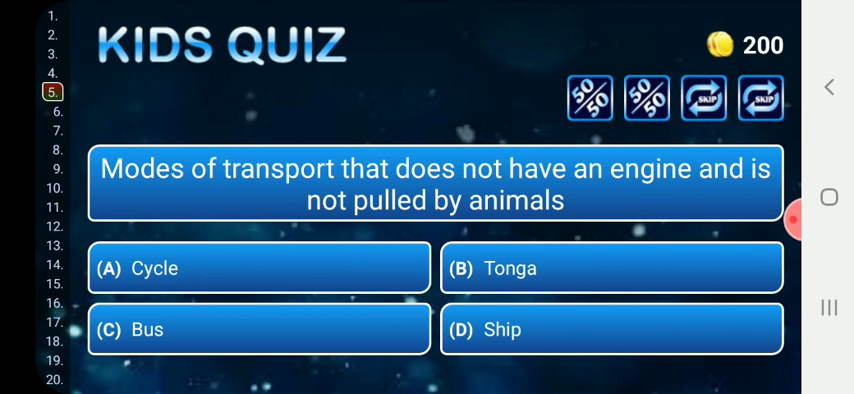 1.
2.
3.
4.
5.
6.
7.
8.
9.
10.
11.
12.
13.
14.
15.
16.
17.
18.
19.
20.
KIDS QUIZ
200
50/50
50/50
SKIP
SKIP
Modes of transport that does not have an engine and is
not pulled by animals
(A) Cycle
(B) Tonga
(C) Bus
(D) Ship